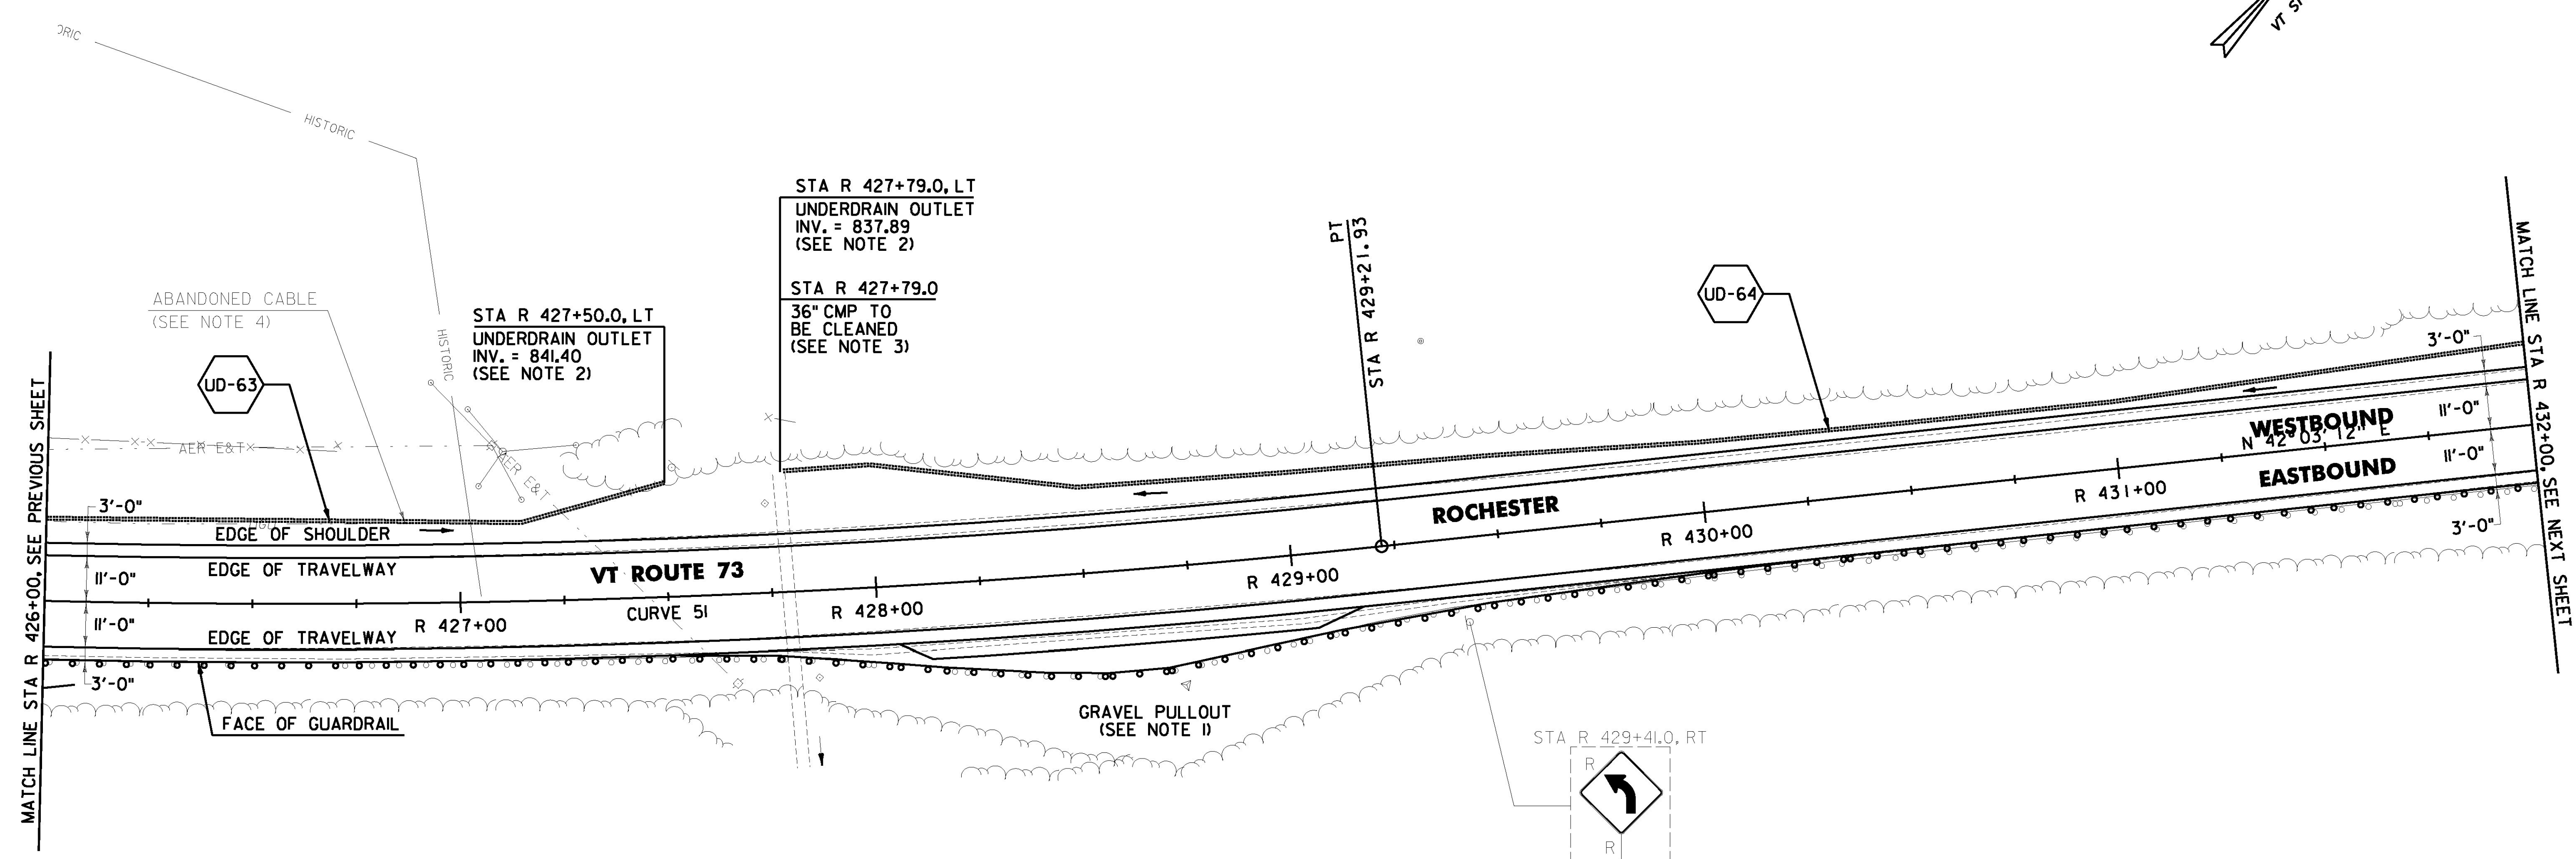 ORIC
HISTORIC
HISTORIC
VT
ABANDONED CABLE
(SEE NOTE 4)
UD-63
STA R 427+50.0, LT
UNDERDRAIN OUTLET
INV. = 841.40
(SEE NOTE 2)
STA R 427+79.0, LT
UNDERDRAIN OUTLET
INV. = 837.89
(SEE NOTE 2)
STA R 427+79.0
36" CMP TO
BE CLEANED
(SEE NOTE 3)
PT
STA R 429+21.93
UD-64
MATCH LINE STA R 426+00, SEE PREVIOUS SHEET
MATCH LINE STA R 432+00, SEE NEXT SHEET
AER E&T
AER E&T
3'-0"
EDGE OF SHOULDER
EDGE OF TRAVELWAY
11'-0"
VT ROUTE 73
11'-0"
EDGE OF TRAVELWAY
R 427+00
CURVE 51
R 428+00
R 429+00
ROCHESTER
R 430+00
R 431+00
3'-0"
11'-0"
WESTBOUND
N 42° 03' 12" E
11'-0"
EASTBOUND
3'-0"
3'-0"
FACE OF GUARDRAIL
GRAVEL PULLOUT
(SEE NOTE 1)
STA R 429+41.0, RT
R
R